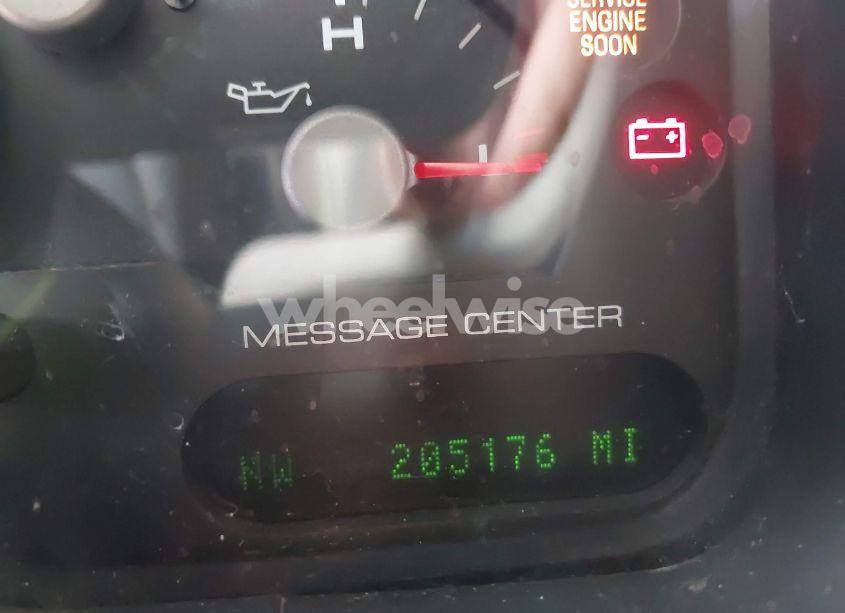 H
SERVICE
ENGINE
SOON
- +
wheelwise
MESSAGE CENTER
NW 205176 MI